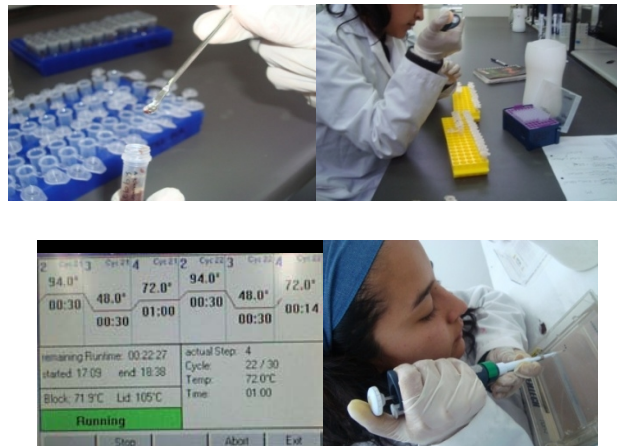 2 Cyc 21 3 Cyc 21 4 Cyc 21 2 Cyc 22 3 Cyc 22 4 Cyc 22
94.0° 48.0° 72.0° 94.0° 48.0° 72.0°
00:30 00:30 01:00 00:30 00:30 00:14
remaining Runtime: 00:22:27
started: 17:09 end: 18:38
Block: 71.9°C Lid: 105°C
Running
actual Step: 4
Cycle: 22 / 30
Temp: 72.0°C
Time: 01:00
Stop Abort Exit